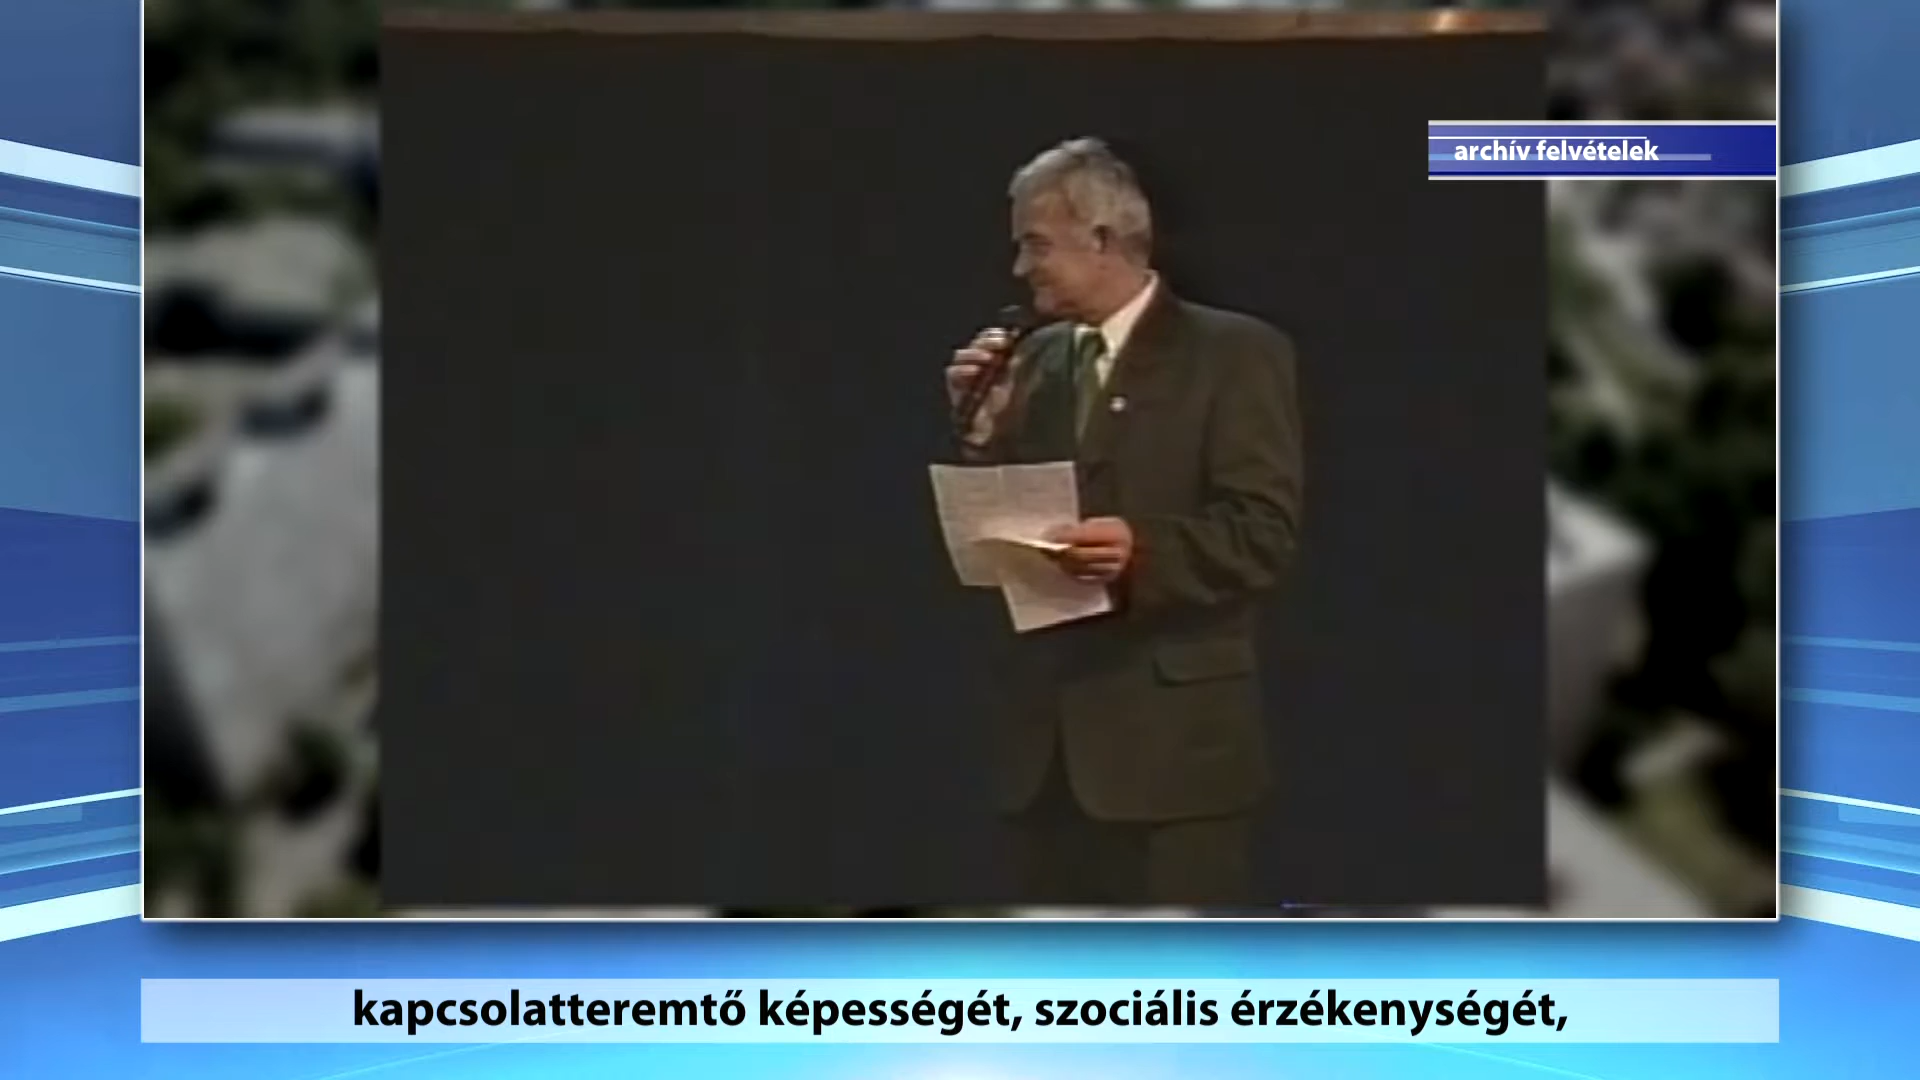 archív felvételek
kapcsolatteremtő képességét, szociális érzékenységét,